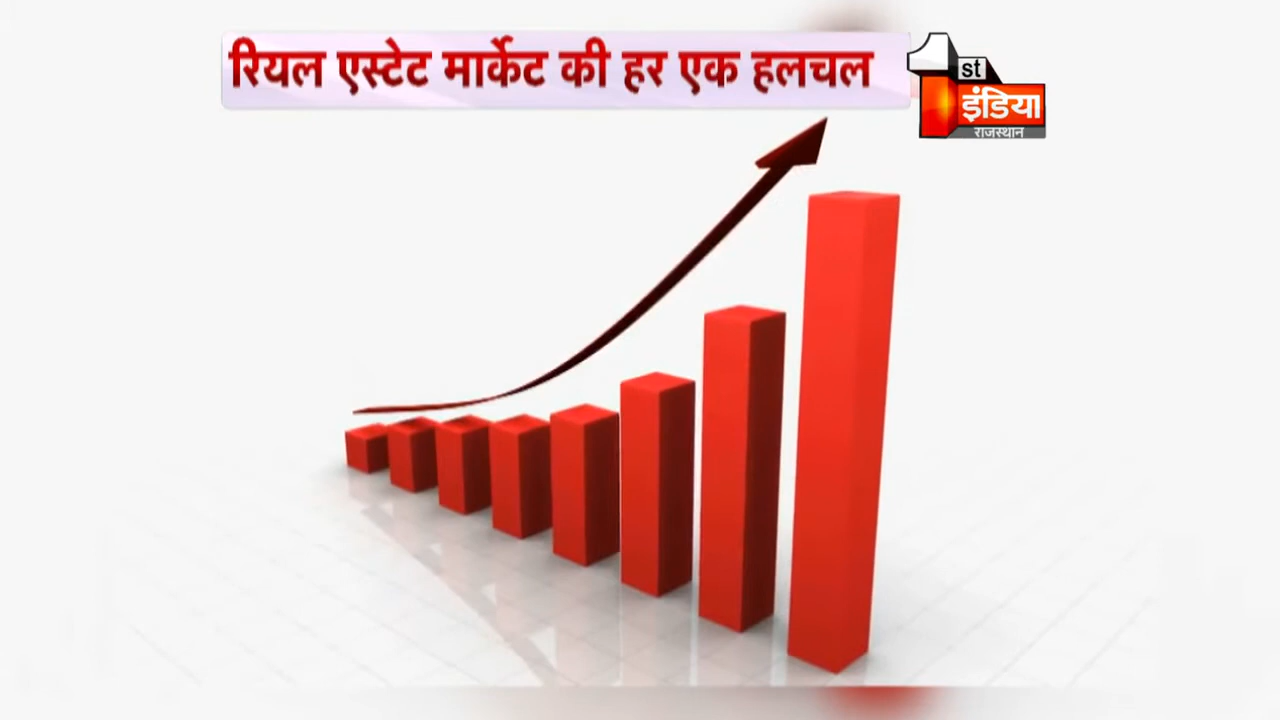 रियल एस्टेट मार्केट की हर एक हलचल
1st
इंडिया
राजस्थान